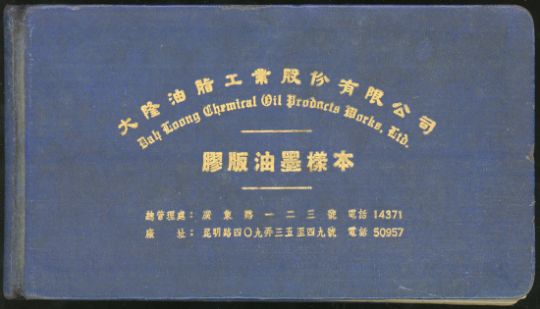 大隆油脂工業股份有限公司
Dah Loong Chemical Oil Products Works, Ltd.
膠版油墨樣本
總管理處：廣東路一二三號 電話 14371
廠 址：昆明路四〇九弄三五至四九號 電話 50957